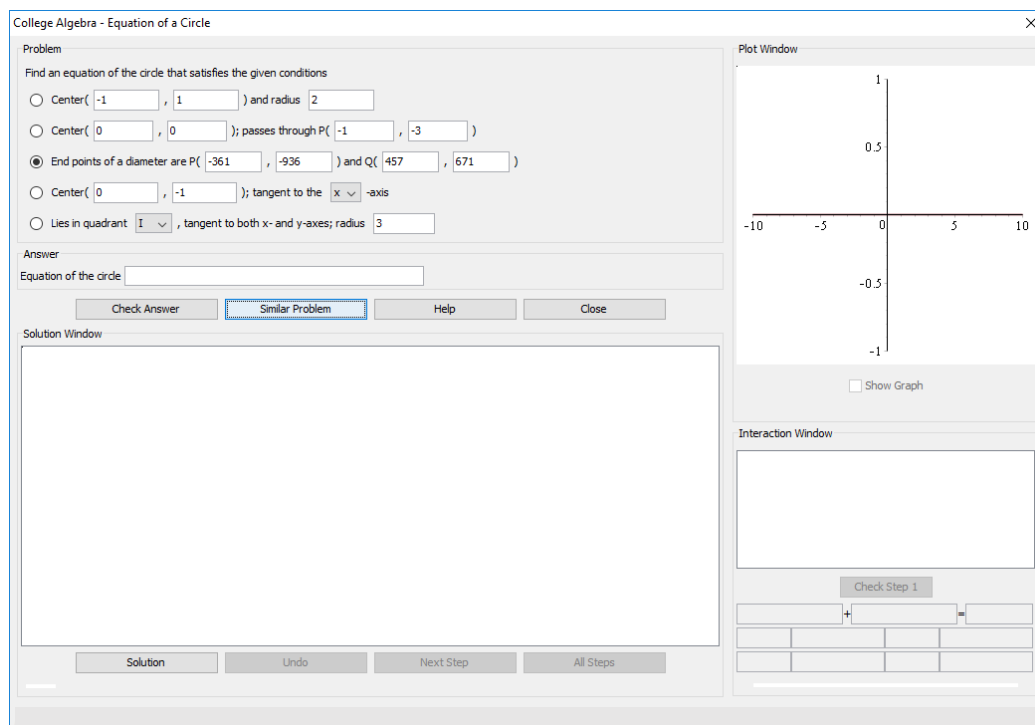 College Algebra - Equation of a Circle
Problem
Find an equation of the circle that satisfies the given conditions
Center( -1 , 1 ) and radius 2
Center( 0 , 0 ); passes through P( -1 , -3 )
End points of a diameter are P( -361 , -936 ) and Q( 457 , 671 )
Center( 0 , -1 ); tangent to the x -axis
Lies in quadrant I , tangent to both x- and y-axes; radius 3
Answer
Equation of the circle
Check Answer Similar Problem Help Close
Solution Window
Solution Undo Next Step All Steps
Plot Window
1
0.5
-10 -5 0 5 10
-0.5
-1
Show Graph
Interaction Window
Check Step 1
+ =